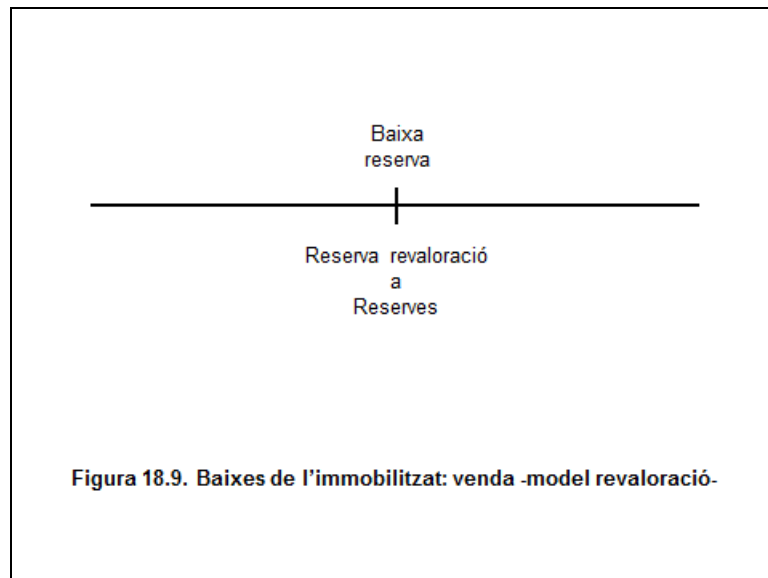 Baixa
reserva
Reserva revaloració
a
Reserves
Figura 18.9. Baixes de l'immobilitzat: venda -model revaloració-